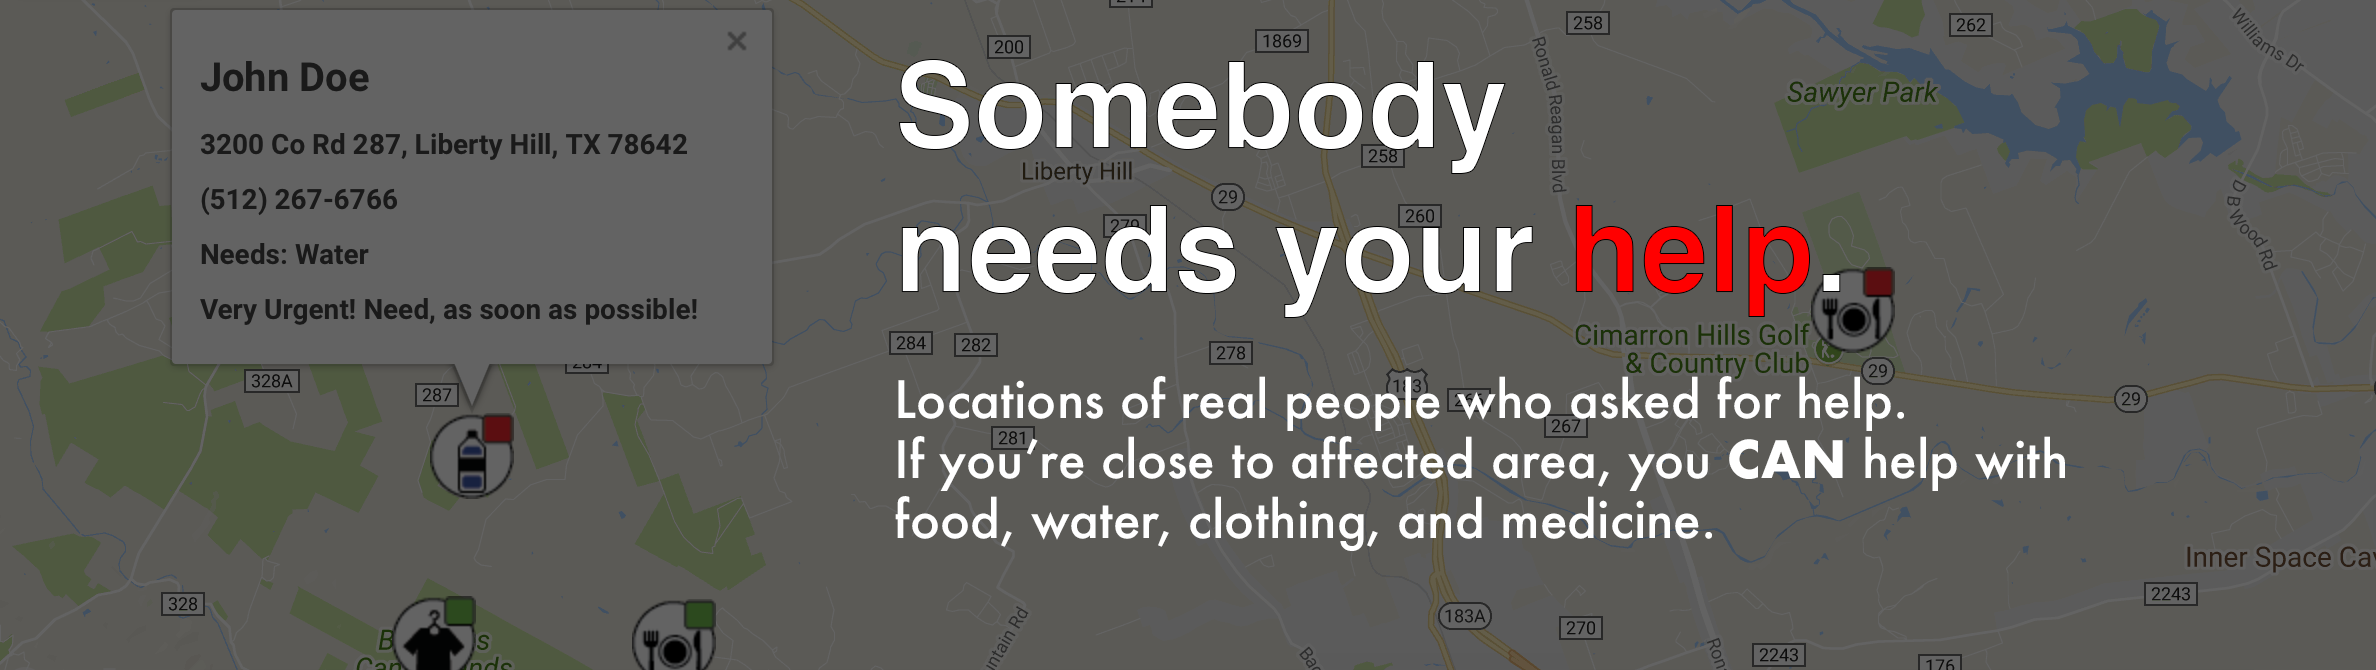 John Doe
3200 Co Rd 287, Liberty Hill, TX 78642
(512) 267-6766
Needs: Water
Very Urgent! Need, as soon as possible!
Somebody
needs your help.
Locations of real people who asked for help.
If you're close to affected area, you CAN help with
food, water, clothing, and medicine.
200
1869
258
262
Williams Dr
Ronald Reagan Blvd
Sawyer Park
258
Liberty Hill
29
279
260
D B Wood Rd
284
282
278
Cimarron Hills Golf
& Country Club
29
328A
287
183
29
281
267
Inner Space
328
2243
183A
270
2243
176